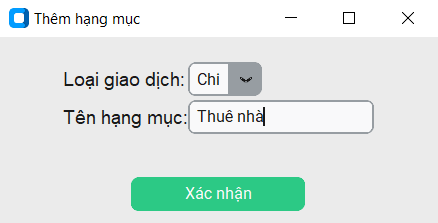 Thêm hạng mục
Loại giao dịch: Chi
Tên hạng mục: Thuê nhà
Xác nhận